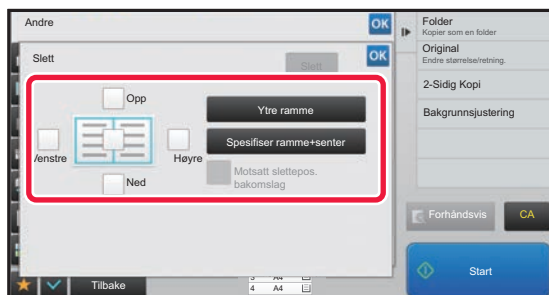 Andre
OK
Slett
Slett
OK
Opp
Venstre
Høyre
Ned
Ytre ramme
Spesifiser ramme+senter
Motsatt slettepos.
bakomslag
Folder
Kopier som en folder
Original
Endre størrelse/retning.
2-Sidig Kopi
Bakgrunnsjustering
Forhåndsvis
CA
Start
Tilbake
3 A4
4 A4